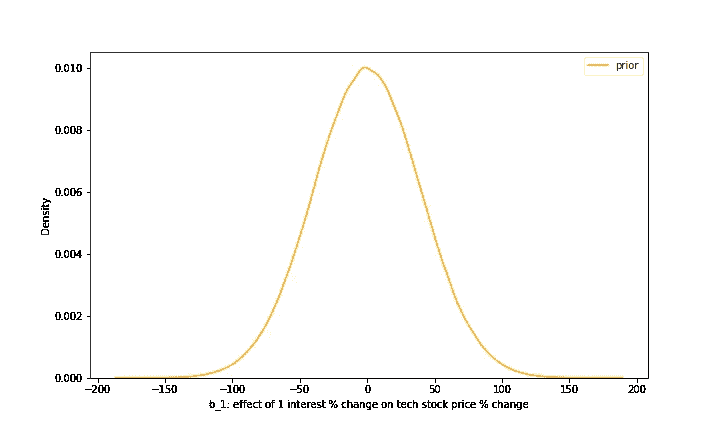 prior
0.010
0.008
0.006
0.004
0.002
0.000
Density
−200 −150 −100 −50 0 50 100 150 200
b_1: effect of 1 interest % change on tech stock price % change